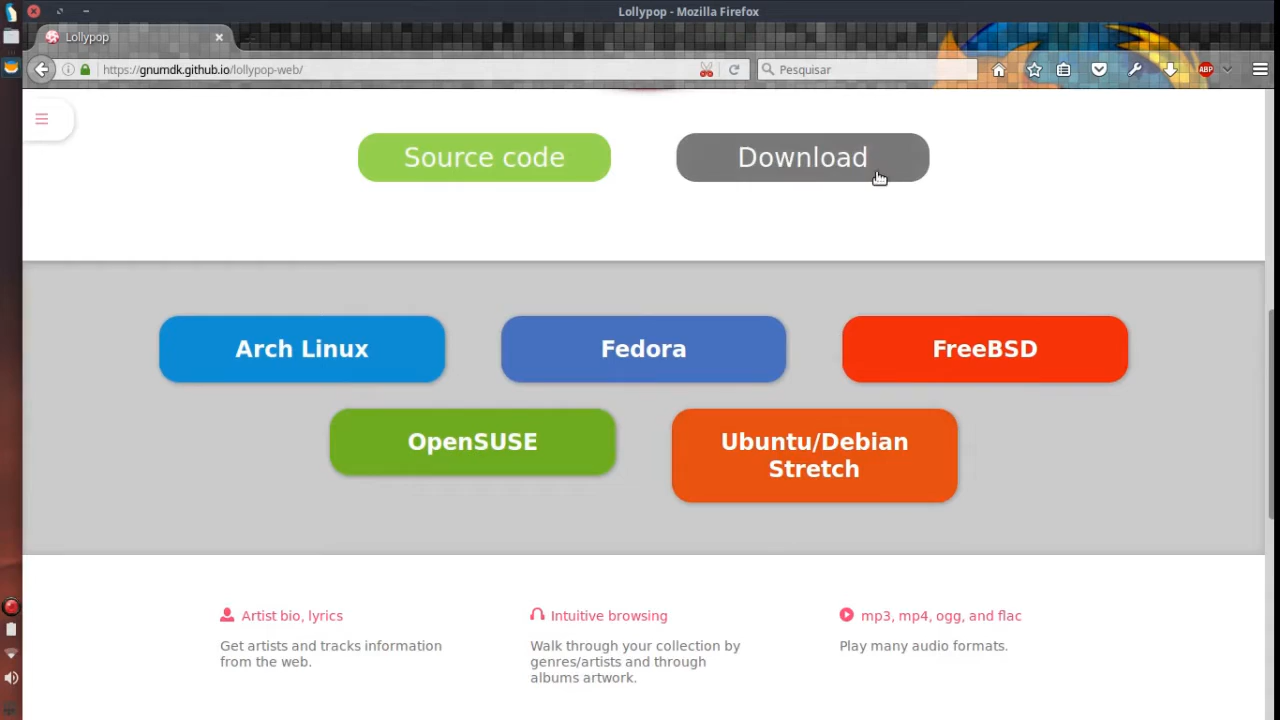 Lollypop - Mozilla Firefox
Lollypop
https://gnumdk.github.io/lollypop-web/
Pesquisar
ABP
Source code
Download
Arch Linux
Fedora
FreeBSD
OpenSUSE
Ubuntu/Debian
Stretch
Artist bio, lyrics
Get artists and tracks information
from the web.
Intuitive browsing
Walk through your collection by
genres/artists and through
albums artwork.
mp3, mp4, ogg, and flac
Play many audio formats.